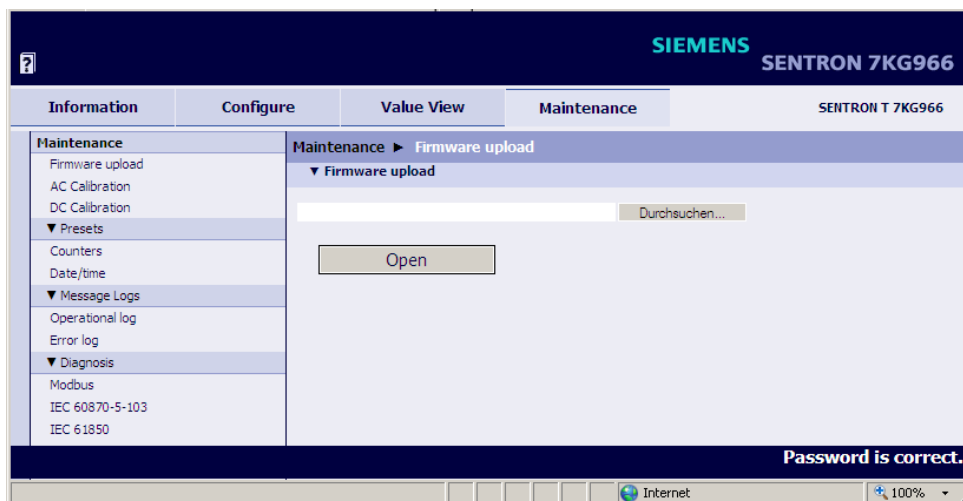 SIEMENS
SENTRON 7KG966
?
Information Configure Value View Maintenance SENTRON T 7KG966
Maintenance
Firmware upload
AC Calibration
DC Calibration
▼ Presets
Counters
Date/time
▼ Message Logs
Operational log
Error log
▼ Diagnosis
Modbus
IEC 60870-5-103
IEC 61850
Maintenance ► Firmware upload
▼ Firmware upload
Durchsuchen...
Open
Password is correct.
Internet 100%